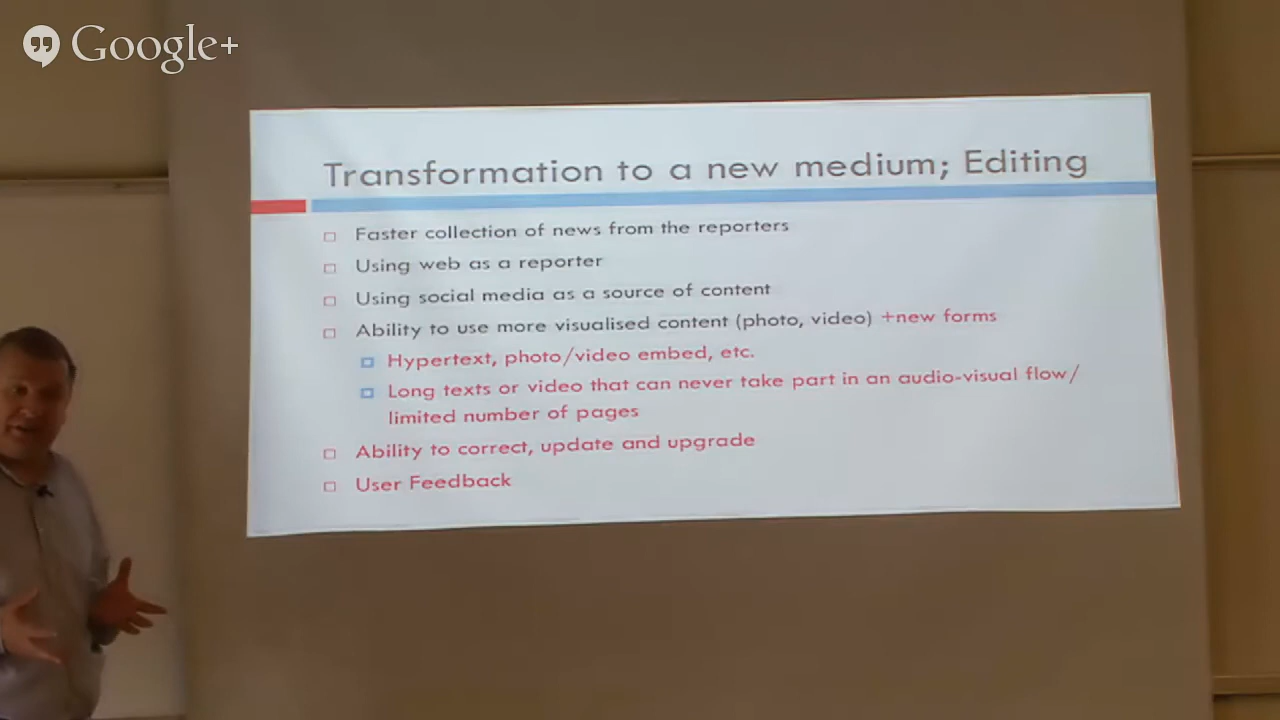 Google+
Transformation to a new medium; Editing
Faster collection of news from the reporters
Using web as a reporter
Using social media as a source of content
Ability to use more visualised content (photo, video) +new forms
Hypertext, photo/video embed, etc.
Long texts or video that can never take part in an audio-visual flow/
limited number of pages
Ability to correct, update and upgrade
User Feedback